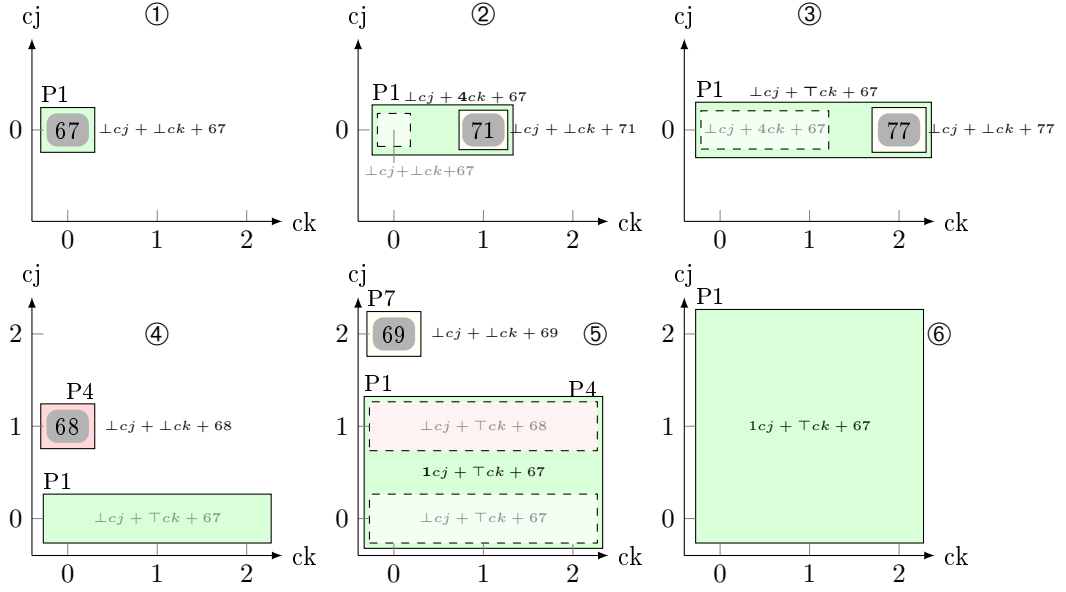 cj
①
P1
67
⊥cj + ⊥ck + 67
0
0
1
2
ck
cj
②
P1
⊥cj + 4ck + 67
71
⊥cj + ⊥ck + 71
0
⊥cj+⊥ck+67
0
1
2
ck
cj
③
P1
⊥cj + ⊤ck + 67
⊥cj + 4ck + 67
77
⊥cj + ⊥ck + 77
0
0
1
2
ck
cj
④
2
P4
1
68
⊥cj + ⊥ck + 68
P1
0
⊥cj + ⊤ck + 67
0
1
2
ck
cj
P7
2
69
⊥cj + ⊥ck + 69
⑤
P1
P4
1
⊥cj + ⊤ck + 68
1cj + ⊤ck + 67
0
⊥cj + ⊤ck + 67
0
1
2
ck
cj
P1
⑥
2
1
1cj + ⊤ck + 67
0
0
1
2
ck